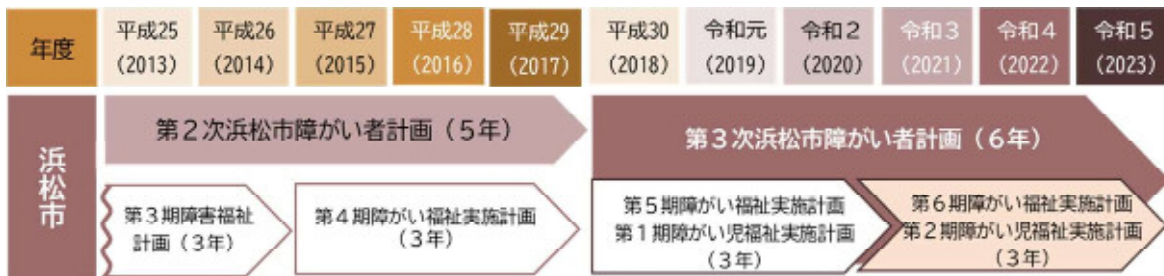 年度
平成25
(2013)
平成26
(2014)
平成27
(2015)
平成28
(2016)
平成29
(2017)
平成30
(2018)
令和元
(2019)
令和２
(2020)
令和３
(2021)
令和４
(2022)
令和５
(2023)
浜松市
第２次浜松市障がい者計画（５年）
第３次浜松市障がい者計画（６年）
第３期障害福祉
計画（３年）
第４期障がい福祉実施計画
（３年）
第５期障がい福祉実施計画
第１期障がい児福祉実施計画
（３年）
第６期障がい福祉実施計画
第２期障がい児福祉実施計画
（３年）